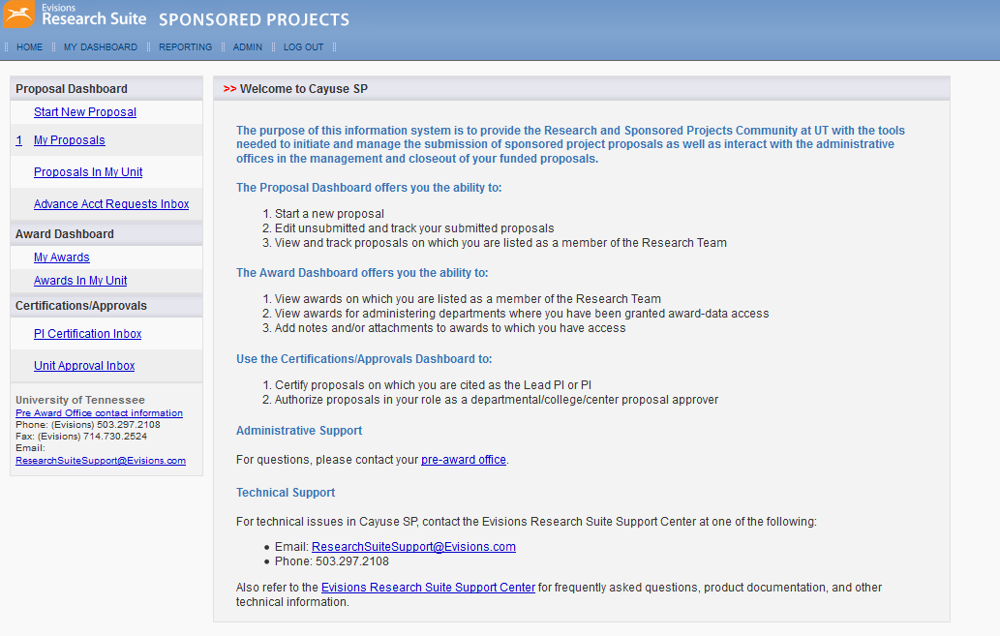 Evisions
Research Suite SPONSORED PROJECTS
HOME MY DASHBOARD REPORTING ADMIN LOG OUT
Proposal Dashboard
Start New Proposal
1 My Proposals
Proposals In My Unit
Advance Acct Requests Inbox
Award Dashboard
My Awards
Awards In My Unit
Certifications/Approvals
PI Certification Inbox
Unit Approval Inbox
University of Tennessee
Pre Award Office contact information
Phone: (Evisions) 503.297.2108
Fax: (Evisions) 714.730.2524
Email:
ResearchSuiteSupport@Evisions.com
>> Welcome to Cayuse SP
The purpose of this information system is to provide the Research and Sponsored Projects Community at UT with the tools
needed to initiate and manage the submission of sponsored project proposals as well as interact with the administrative
offices in the management and closeout of your funded proposals.
The Proposal Dashboard offers you the ability to:
1. Start a new proposal
2. Edit unsubmitted and track your submitted proposals
3. View and track proposals on which you are listed as a member of the Research Team
The Award Dashboard offers you the ability to:
1. View awards on which you are listed as a member of the Research Team
2. View awards for administering departments where you have been granted award-data access
3. Add notes and/or attachments to awards to which you have access
Use the Certifications/Approvals Dashboard to:
1. Certify proposals on which you are cited as the Lead PI or PI
2. Authorize proposals in your role as a departmental/college/center proposal approver
Administrative Support
For questions, please contact your pre-award office.
Technical Support
For technical issues in Cayuse SP, contact the Evisions Research Suite Support Center at one of the following:
• Email: ResearchSuiteSupport@Evisions.com
• Phone: 503.297.2108
Also refer to the Evisions Research Suite Support Center for frequently asked questions, product documentation, and other
technical information.